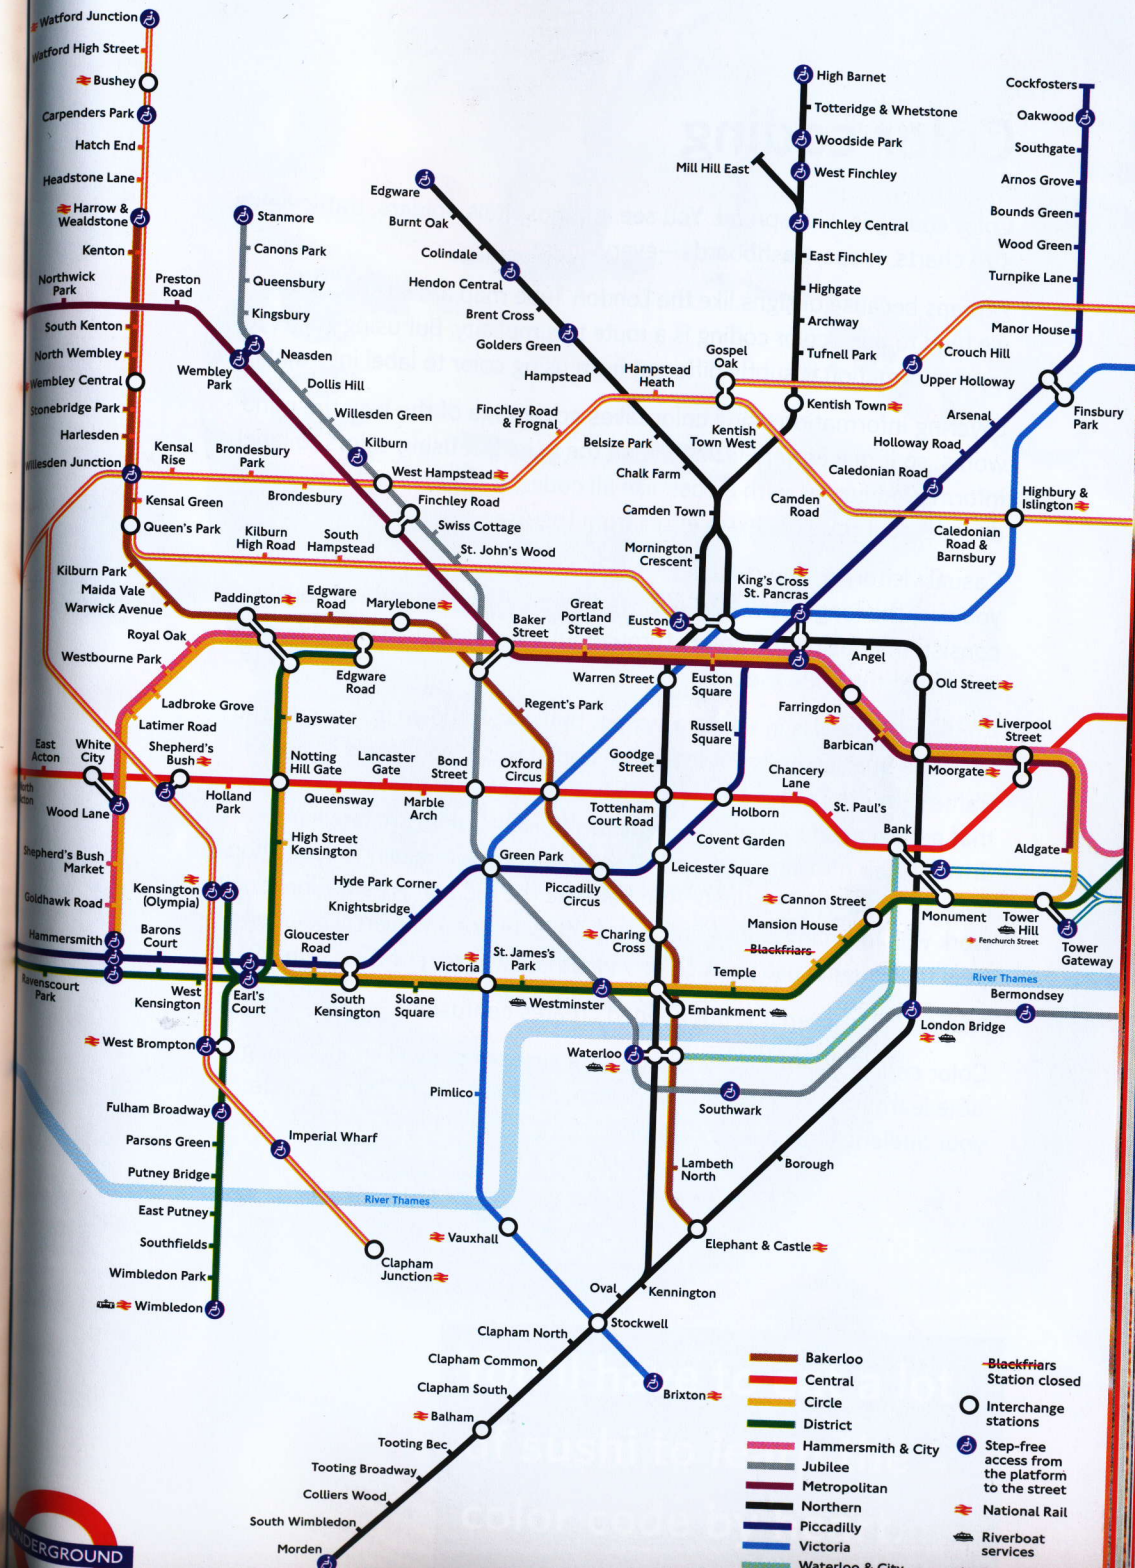 Watford Junction
Watford High Street
Bushey
Carpenders Park
Hatch End
Headstone Lane
Harrow &
Wealdstone
Kenton
Northwick
Park
Preston
Road
South Kenton
North Wembley
Wembley Central
Stonebridge Park
Harlesden
Willesden Junction
Kensal
Rise
Brondesbury
Park
Brondesbury
Kensal Green
Queen's Park
Kilburn
High Road
South
Hampstead
Kilburn Park
Maida Vale
Warwick Avenue
Paddington
Edgware
Road
Marylebone
Stanmore
Canons Park
Queensbury
Kingsbury
Wembley
Park
Neasden
Dollis Hill
Willesden Green
Kilburn
West Hampstead
Finchley Road
Swiss Cottage
St. John's Wood
Edgware
Burnt Oak
Colindale
Hendon Central
Brent Cross
Golders Green
Hampstead
Hampstead
Heath
Finchley Road
& Frognal
Belsize Park
Chalk Farm
Camden Town
Mornington
Crescent
Euston
High Barnet
Totteridge & Whetstone
Woodside Park
Mill Hill East
West Finchley
Finchley Central
East Finchley
Highgate
Archway
Tufnell Park
Gospel
Oak
Kentish Town
Kentish
Town West
Camden
Road
Cockfosters
Oakwood
Southgate
Arnos Grove
Bounds Green
Wood Green
Turnpike Lane
Manor House
Crouch Hill
Upper Holloway
Finsbury
Park
Arsenal
Holloway Road
Caledonian Road
Highbury &
Islington
Caledonian
Road &
Barnsbury
King's Cross
St. Pancras
Royal Oak
Westbourne Park
Ladbroke Grove
Latimer Road
Edgware
Road
Baker
Street
Great
Portland
Street
Warren Street
Euston
Square
Angel
Old Street
Farringdon
Barbican
Liverpool
Street
Moorgate
Bayswater
Regent's Park
Goodge
Street
Russell
Square
East
Acton
White
City
Shepherd's
Bush
Notting
Hill Gate
Lancaster
Gate
Bond
Street
Oxford
Circus
Chancery
Lane
Wood Lane
Holland
Park
Queensway
Marble
Arch
Tottenham
Court Road
Holborn
St. Paul's
Bank
Covent Garden
Leicester Square
Aldgate
Shepherd's Bush
Market
High Street
Kensington
Green Park
Hyde Park Corner
Piccadilly
Circus
Knightsbridge
Kensington
(Olympia)
Goldhawk Road
Hammersmith
Barons
Court
Gloucester
Road
Charing
Cross
Cannon Street
Mansion House
Blackfriars
Monument
Tower
Hill
Fenchurch Street
Tower
Gateway
Ravenscourt
Park
West
Kensington
Earl's
Court
South
Kensington
Sloane
Square
Victoria
St. James's
Park
Westminster
Temple
Embankment
River Thames
Bermondsey
London Bridge
West Brompton
Waterloo
Southwark
Pimlico
Fulham Broadway
Parsons Green
Putney Bridge
Imperial Wharf
Lambeth
North
Borough
East Putney
River Thames
Southfields
Wimbledon Park
Wimbledon
Clapham
Junction
Vauxhall
Elephant & Castle
Oval
Kennington
Stockwell
Clapham North
Clapham Common
Clapham South
Brixton
Balham
Tooting Bec
Tooting Broadway
Colliers Wood
South Wimbledon
Morden
UNDERGROUND
Bakerloo
Central
Circle
District
Hammersmith & City
Jubilee
Metropolitan
Northern
Piccadilly
Victoria
Waterloo & City
Blackfriars
Station closed
Interchange
stations
Step-free
access from
the platform
to the street
National Rail
Riverboat
services